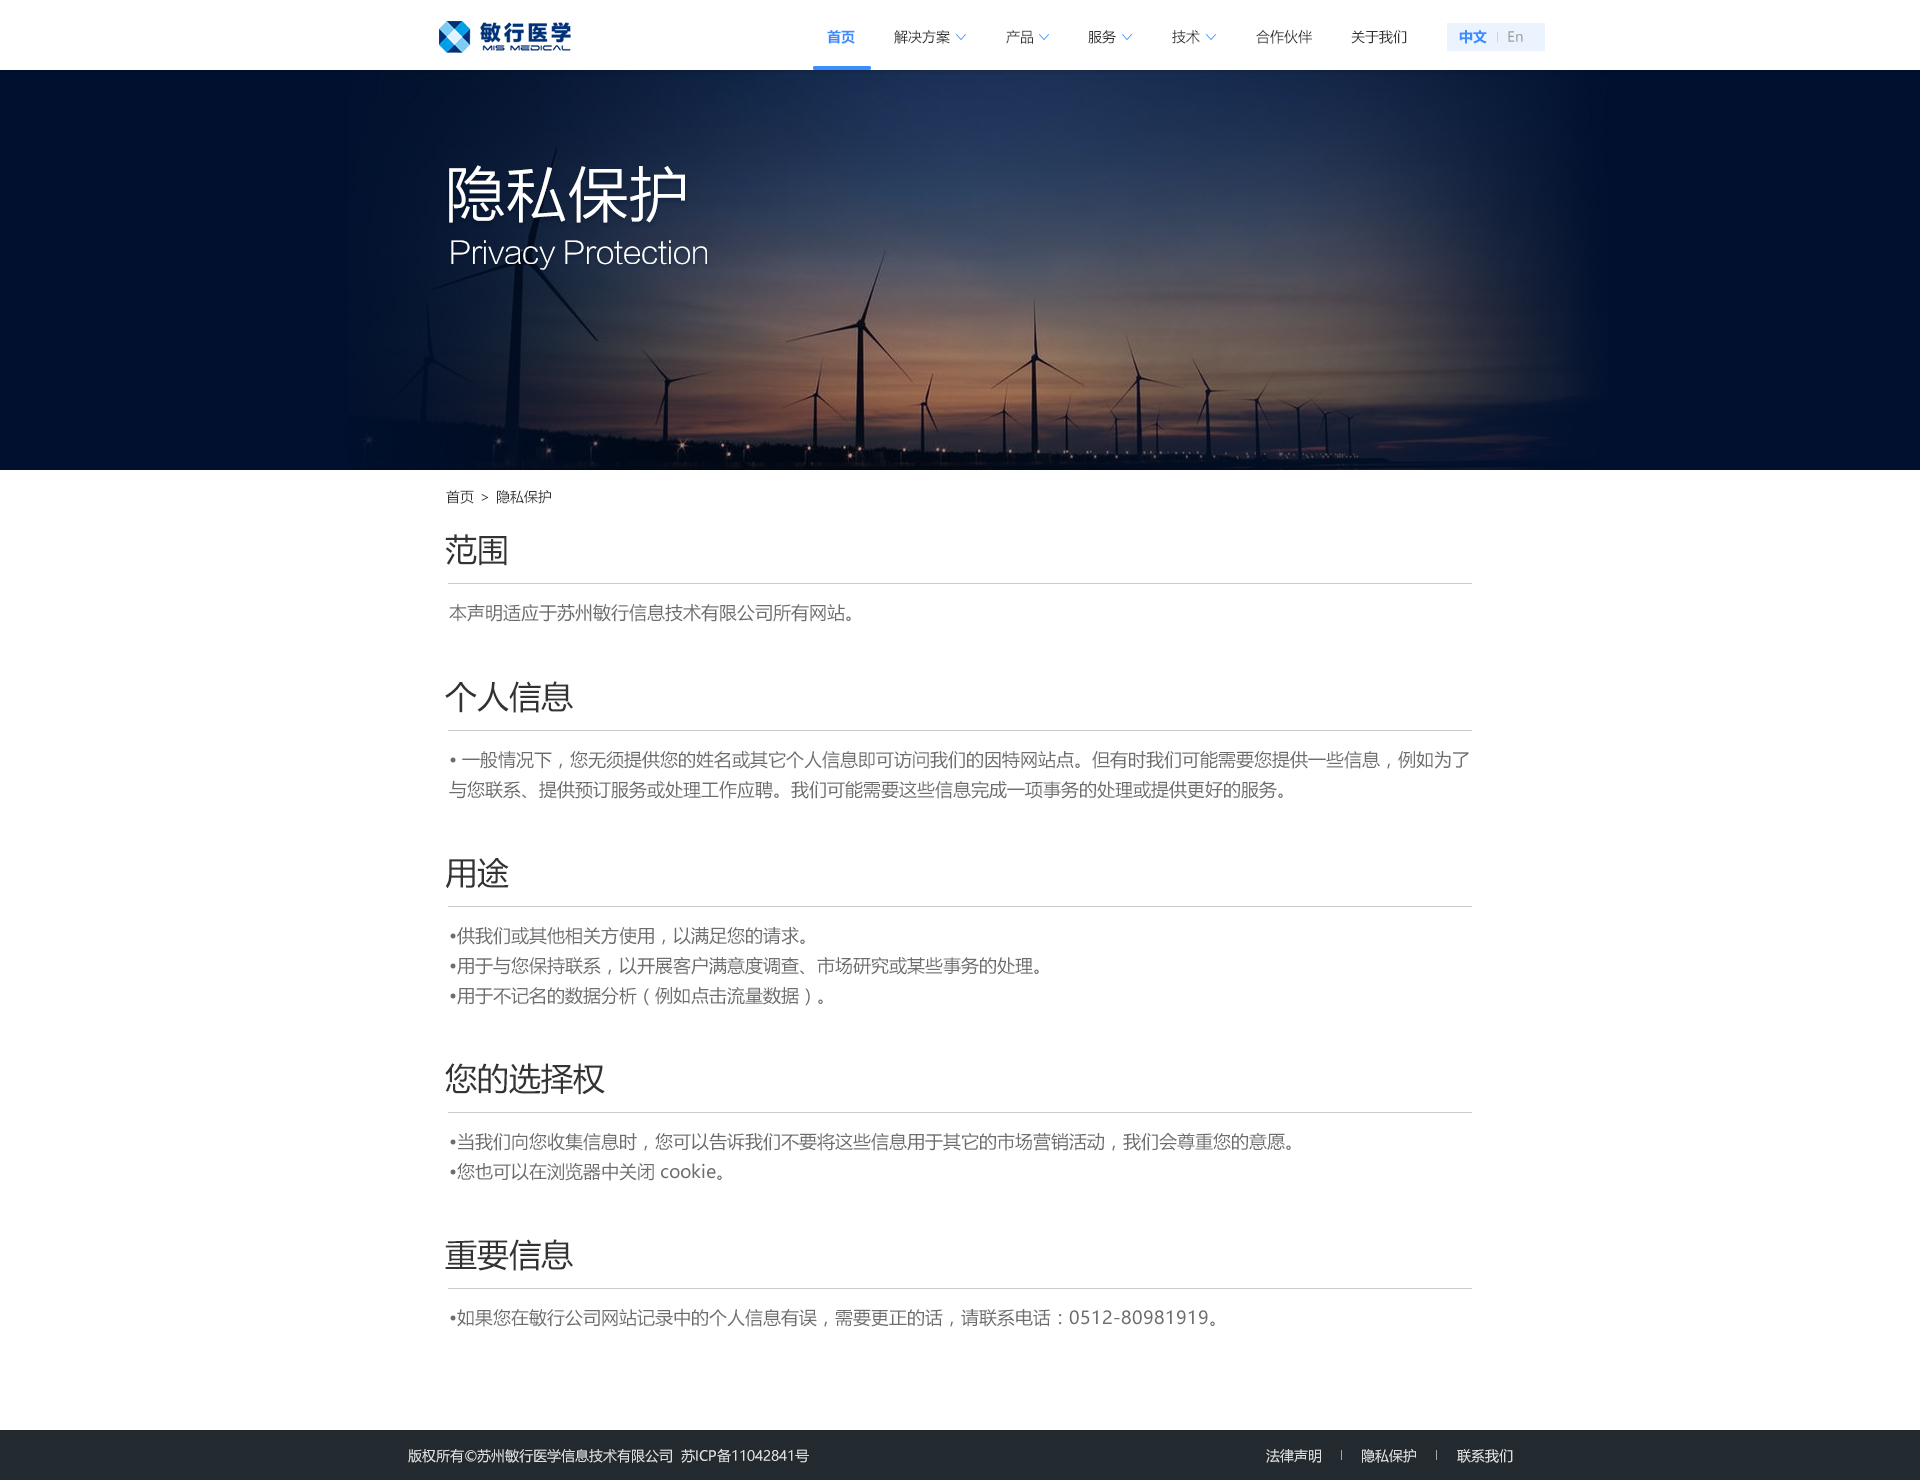 敏行医学
MIS MEDICAL
首页
解决方案
产品
服务
技术
合作伙伴
关于我们
中文 | En
隐私保护
Privacy Protection
首页 > 隐私保护
范围
本声明适应于苏州敏行信息技术有限公司所有网站。
个人信息
• 一般情况下，您无须提供您的姓名或其它个人信息即可访问我们的因特网站点。但有时我们可能需要您提供一些信息，例如为了
与您联系、提供预订服务或处理工作应聘。我们可能需要这些信息完成一项事务的处理或提供更好的服务。
用途
•供我们或其他相关方使用，以满足您的请求。
•用于与您保持联系，以开展客户满意度调查、市场研究或某些事务的处理。
•用于不记名的数据分析（例如点击流量数据）。
您的选择权
•当我们向您收集信息时，您可以告诉我们不要将这些信息用于其它的市场营销活动，我们会尊重您的意愿。
•您也可以在浏览器中关闭 cookie。
重要信息
•如果您在敏行公司网站记录中的个人信息有误，需要更正的话，请联系电话：0512-80981919。
版权所有©苏州敏行医学信息技术有限公司 苏ICP备11042841号
法律声明 | 隐私保护 | 联系我们